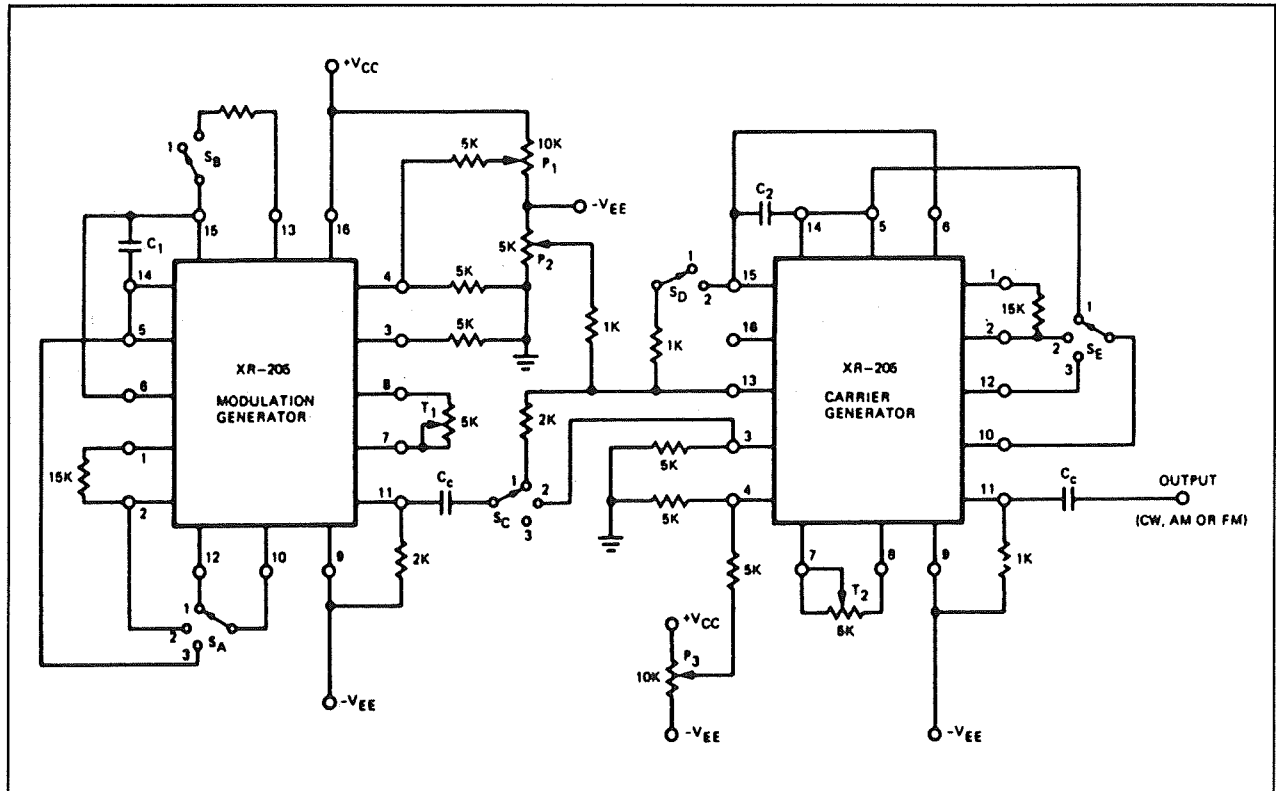 +VCC
1
SB
C1
15
13
16
14
5
6
1
15K
2
XR-205
MODULATION
GENERATOR
4
3
8
7
11
T1
5K
12
10
9
1
2
3
SA
-VEE
2K
5K
10K
P1
-VEE
5K
P2
5K
5K
1K
2K
Cc
1
2
3
SC
1
SD
2
1K
C2
14
5
6
15
16
13
3
4
XR-205
CARRIER
GENERATOR
1
15K
2
12
10
11
1
2
3
SE
Cc
OUTPUT
(CW, AM OR FM)
5K
5K
5K
7
8
9
T2
5K
1K
+VCC
P3
10K
-VEE
-VEE